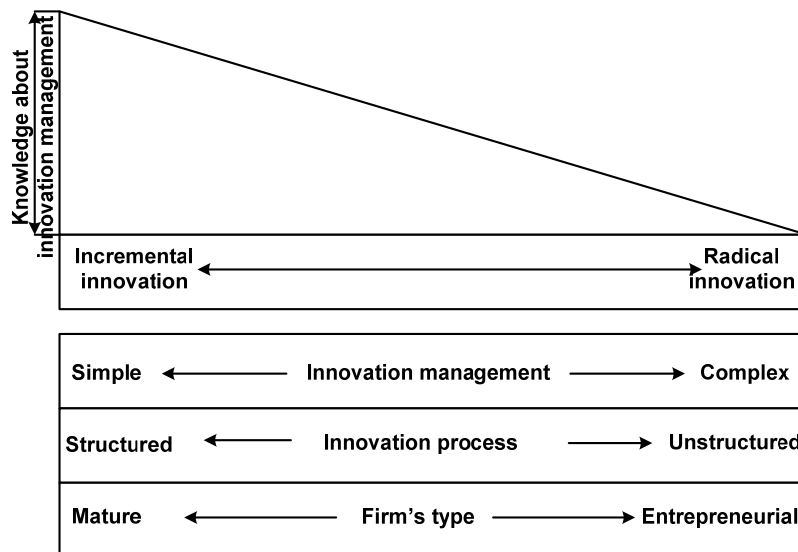 Knowledge about
innovation management
Incremental
innovation
Radical
innovation
Simple
Innovation management
Complex
Structured
Innovation process
Unstructured
Mature
Firm's type
Entrepreneurial